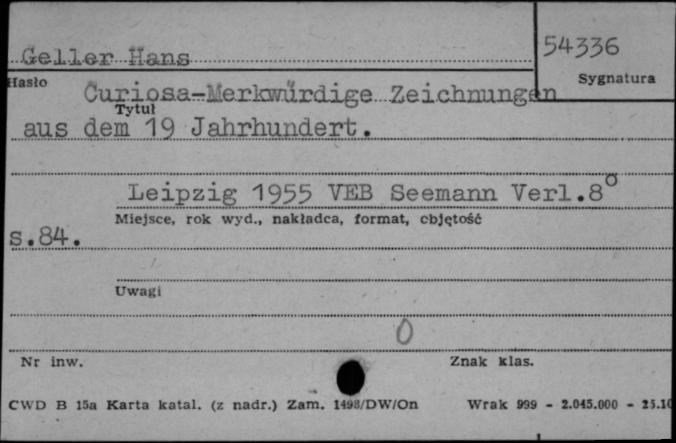 Geller Hans
54336
Hasło
Sygnatura
Curiosa-Merkwürdige Zeichnungen
Tytuł
aus dem 19 Jahrhundert.
Leipzig 1955 VEB Seemann Verl.8°
Miejsce, rok wyd., nakładca, format, objętość
s.84.
Uwagi
0
Nr inw.
Znak klas.
CWD B 15a Karta katal. (z nadr.) Zam. 1498/DW/On
Wrak 999 - 2.045.000 - 25.10